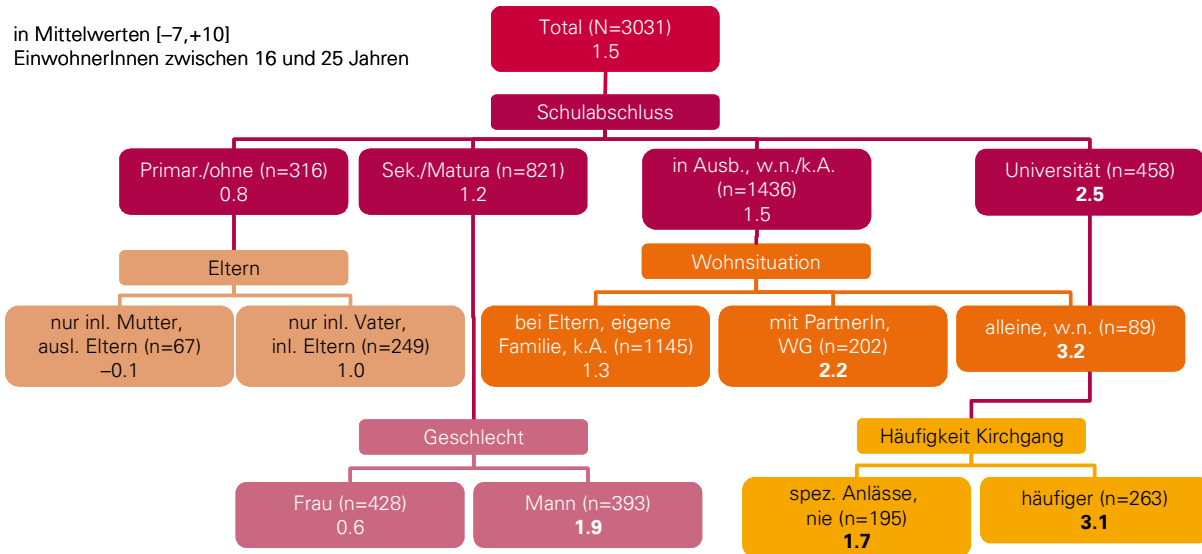 in Mittelwerten [–7,+10]
EinwohnerInnen zwischen 16 und 25 Jahren
Total (N=3031)
1.5
Schulabschluss
Primar./ohne (n=316)
0.8
Sek./Matura (n=821)
1.2
in Ausb., w.n./k.A.
(n=1436)
1.5
Universität (n=458)
2.5
Eltern
Wohnsituation
nur inl. Mutter,
ausl. Eltern (n=67)
–0.1
nur inl. Vater,
inl. Eltern (n=249)
1.0
bei Eltern, eigene
Familie, k.A. (n=1145)
1.3
mit PartnerIn,
WG (n=202)
2.2
alleine, w.n. (n=89)
3.2
Geschlecht
Häufigkeit Kirchgang
Frau (n=428)
0.6
Mann (n=393)
1.9
spez. Anlässe,
nie (n=195)
1.7
häufiger (n=263)
3.1